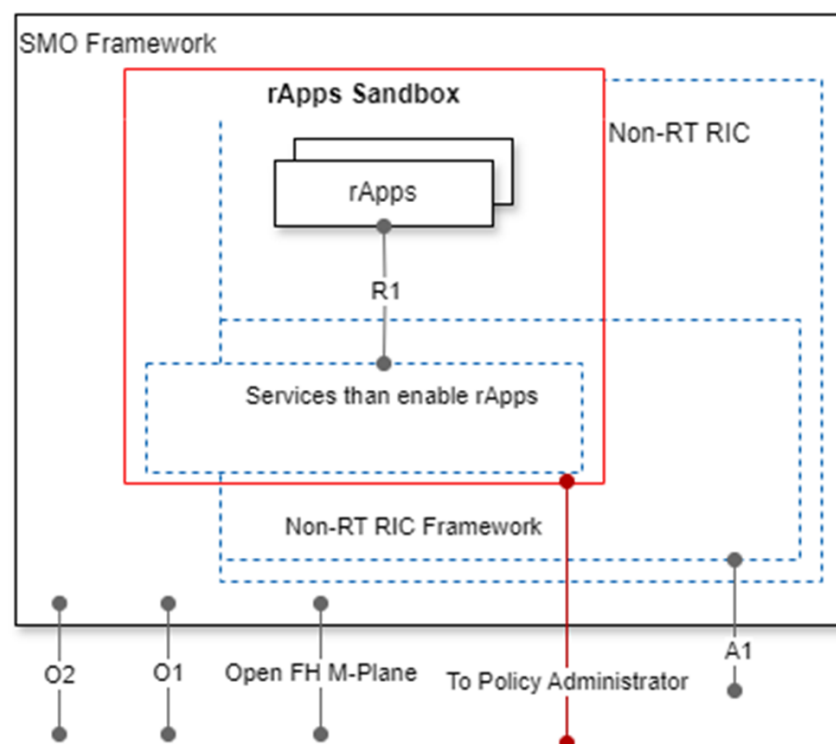 SMO Framework
rApps Sandbox
Non-RT RIC
rApps
R1
Services than enable rApps
Non-RT RIC Framework
A1
O2
O1
Open FH M-Plane
To Policy Administrator